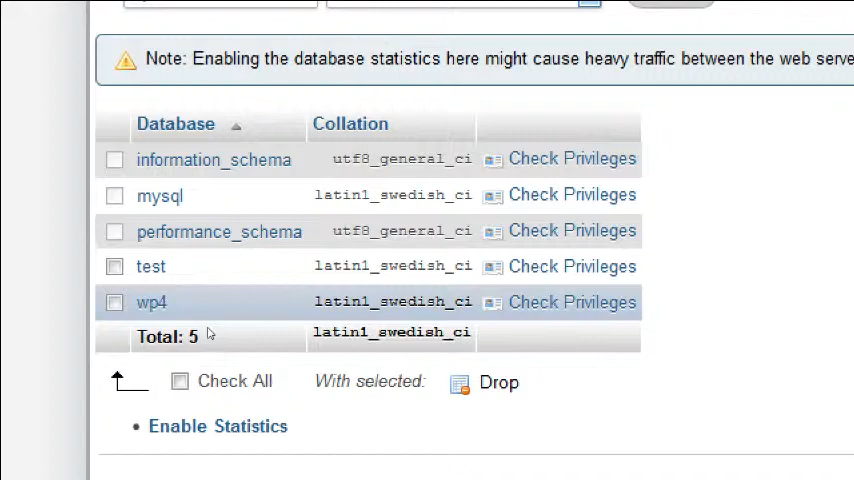 Note: Enabling the database statistics here might cause heavy traffic between the web serve
Database Collation
information_schema utf8_general_ci Check Privileges
mysql latin1_swedish_ci Check Privileges
performance_schema utf8_general_ci Check Privileges
test latin1_swedish_ci Check Privileges
wp4 latin1_swedish_ci Check Privileges
Total: 5 latin1_swedish_ci
Check All With selected: Drop
• Enable Statistics